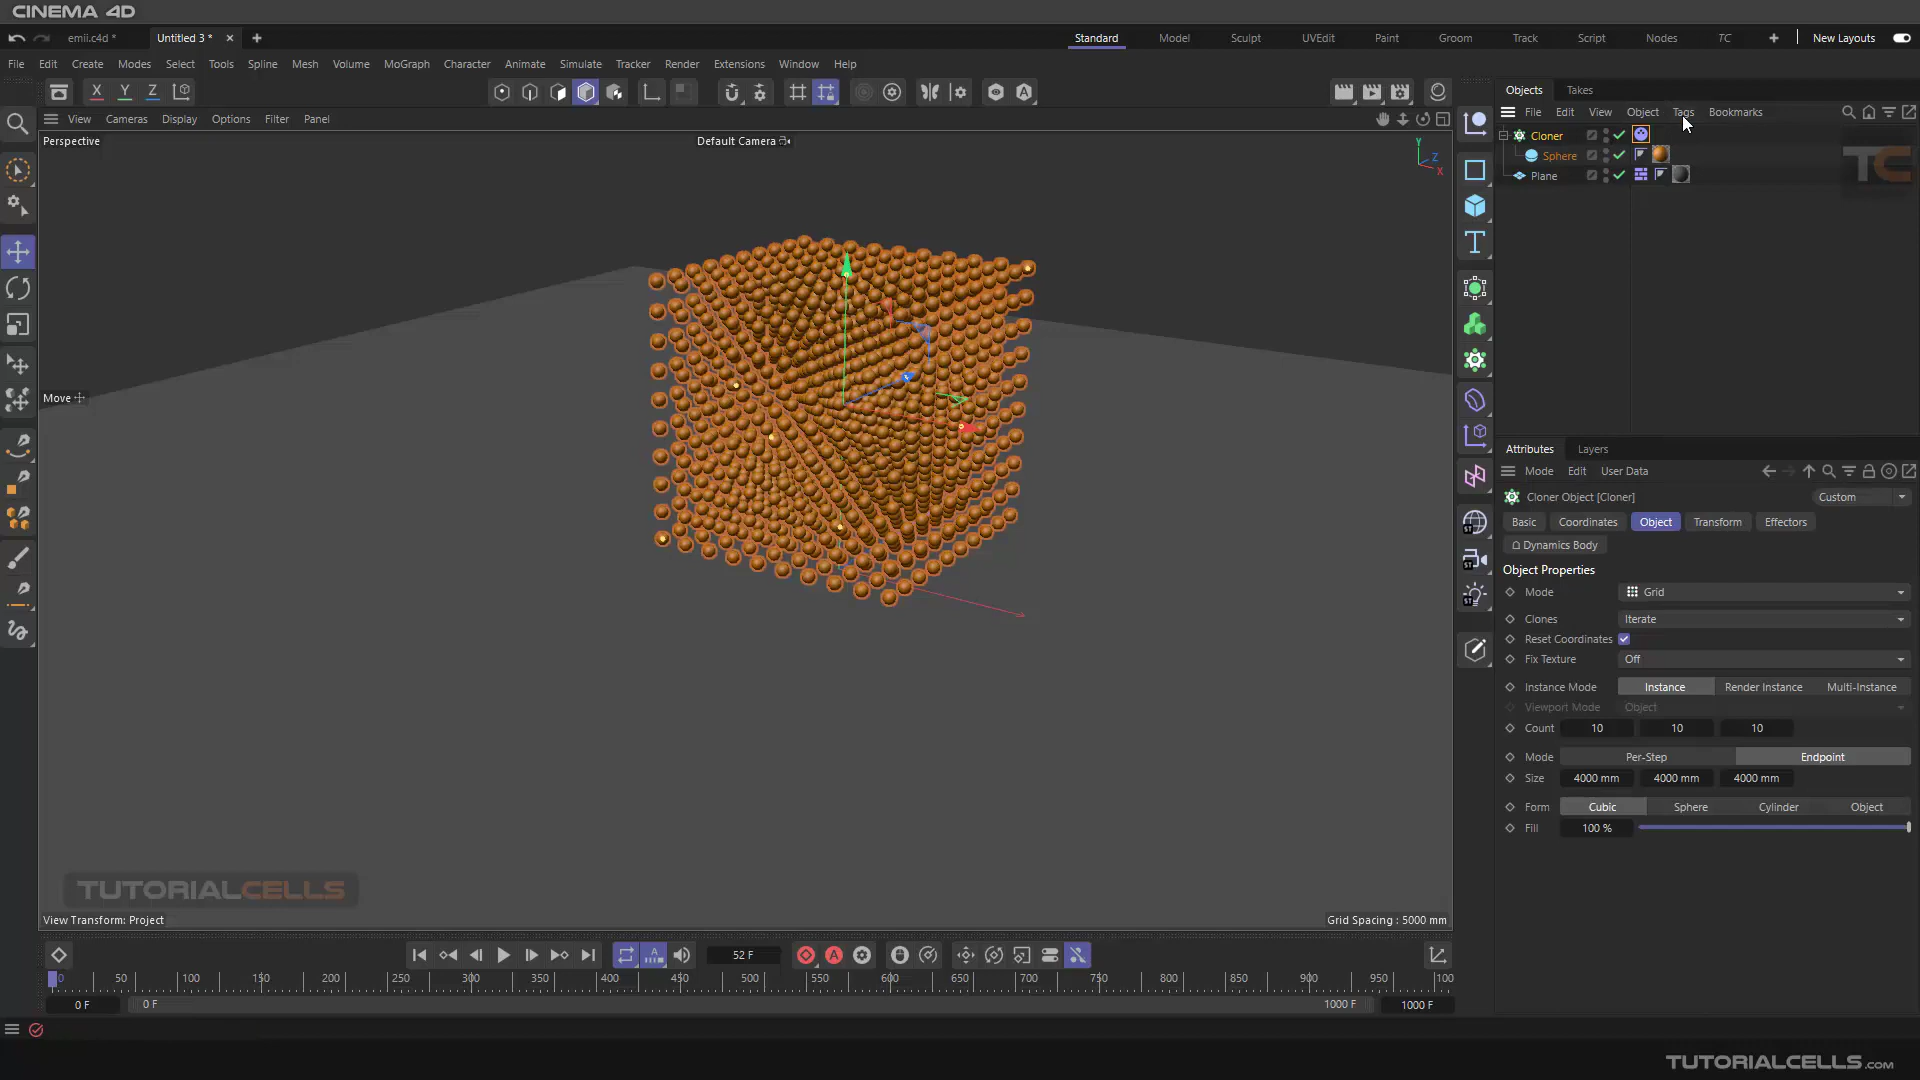 CINEMA 4D
emii.c4d *
Untitled 3 *
Standard
Model
Sculpt
UVEdit
Paint
Groom
Track
Script
Nodes
TC
New Layouts
File Edit Create Modes Select Tools Spline Mesh Volume MoGraph Character Animate Simulate Tracker Render Extensions Window Help
X Y Z
View Cameras Display Options Filter Panel
Perspective
Default Camera
Y
Z
X
Move
TUTORIALCELLS
View Transform: Project
Grid Spacing : 5000 mm
Objects Takes
File Edit View Object Tags Bookmarks
Cloner
Sphere
Plane
TC
Attributes Layers
Mode Edit User Data
Cloner Object [Cloner]
Custom
Basic Coordinates Object Transform Effectors
Dynamics Body
Object Properties
Mode Grid
Clones Iterate
Reset Coordinates
Fix Texture Off
Instance Mode Instance Render Instance Multi-Instance
Viewport Mode Object
Count 10 10 10
Mode Per-Step Endpoint
Size 4000 mm 4000 mm 4000 mm
Form Cubic Sphere Cylinder Object
Fill 100 %
ST
ST
ST
52 F
0 50 100 150 200 250 300 350 400 450 500 550 600 650 700 750 800 850 900 950 100
0 F
0 F
1000 F
1000 F
TUTORIALCELLS.COM